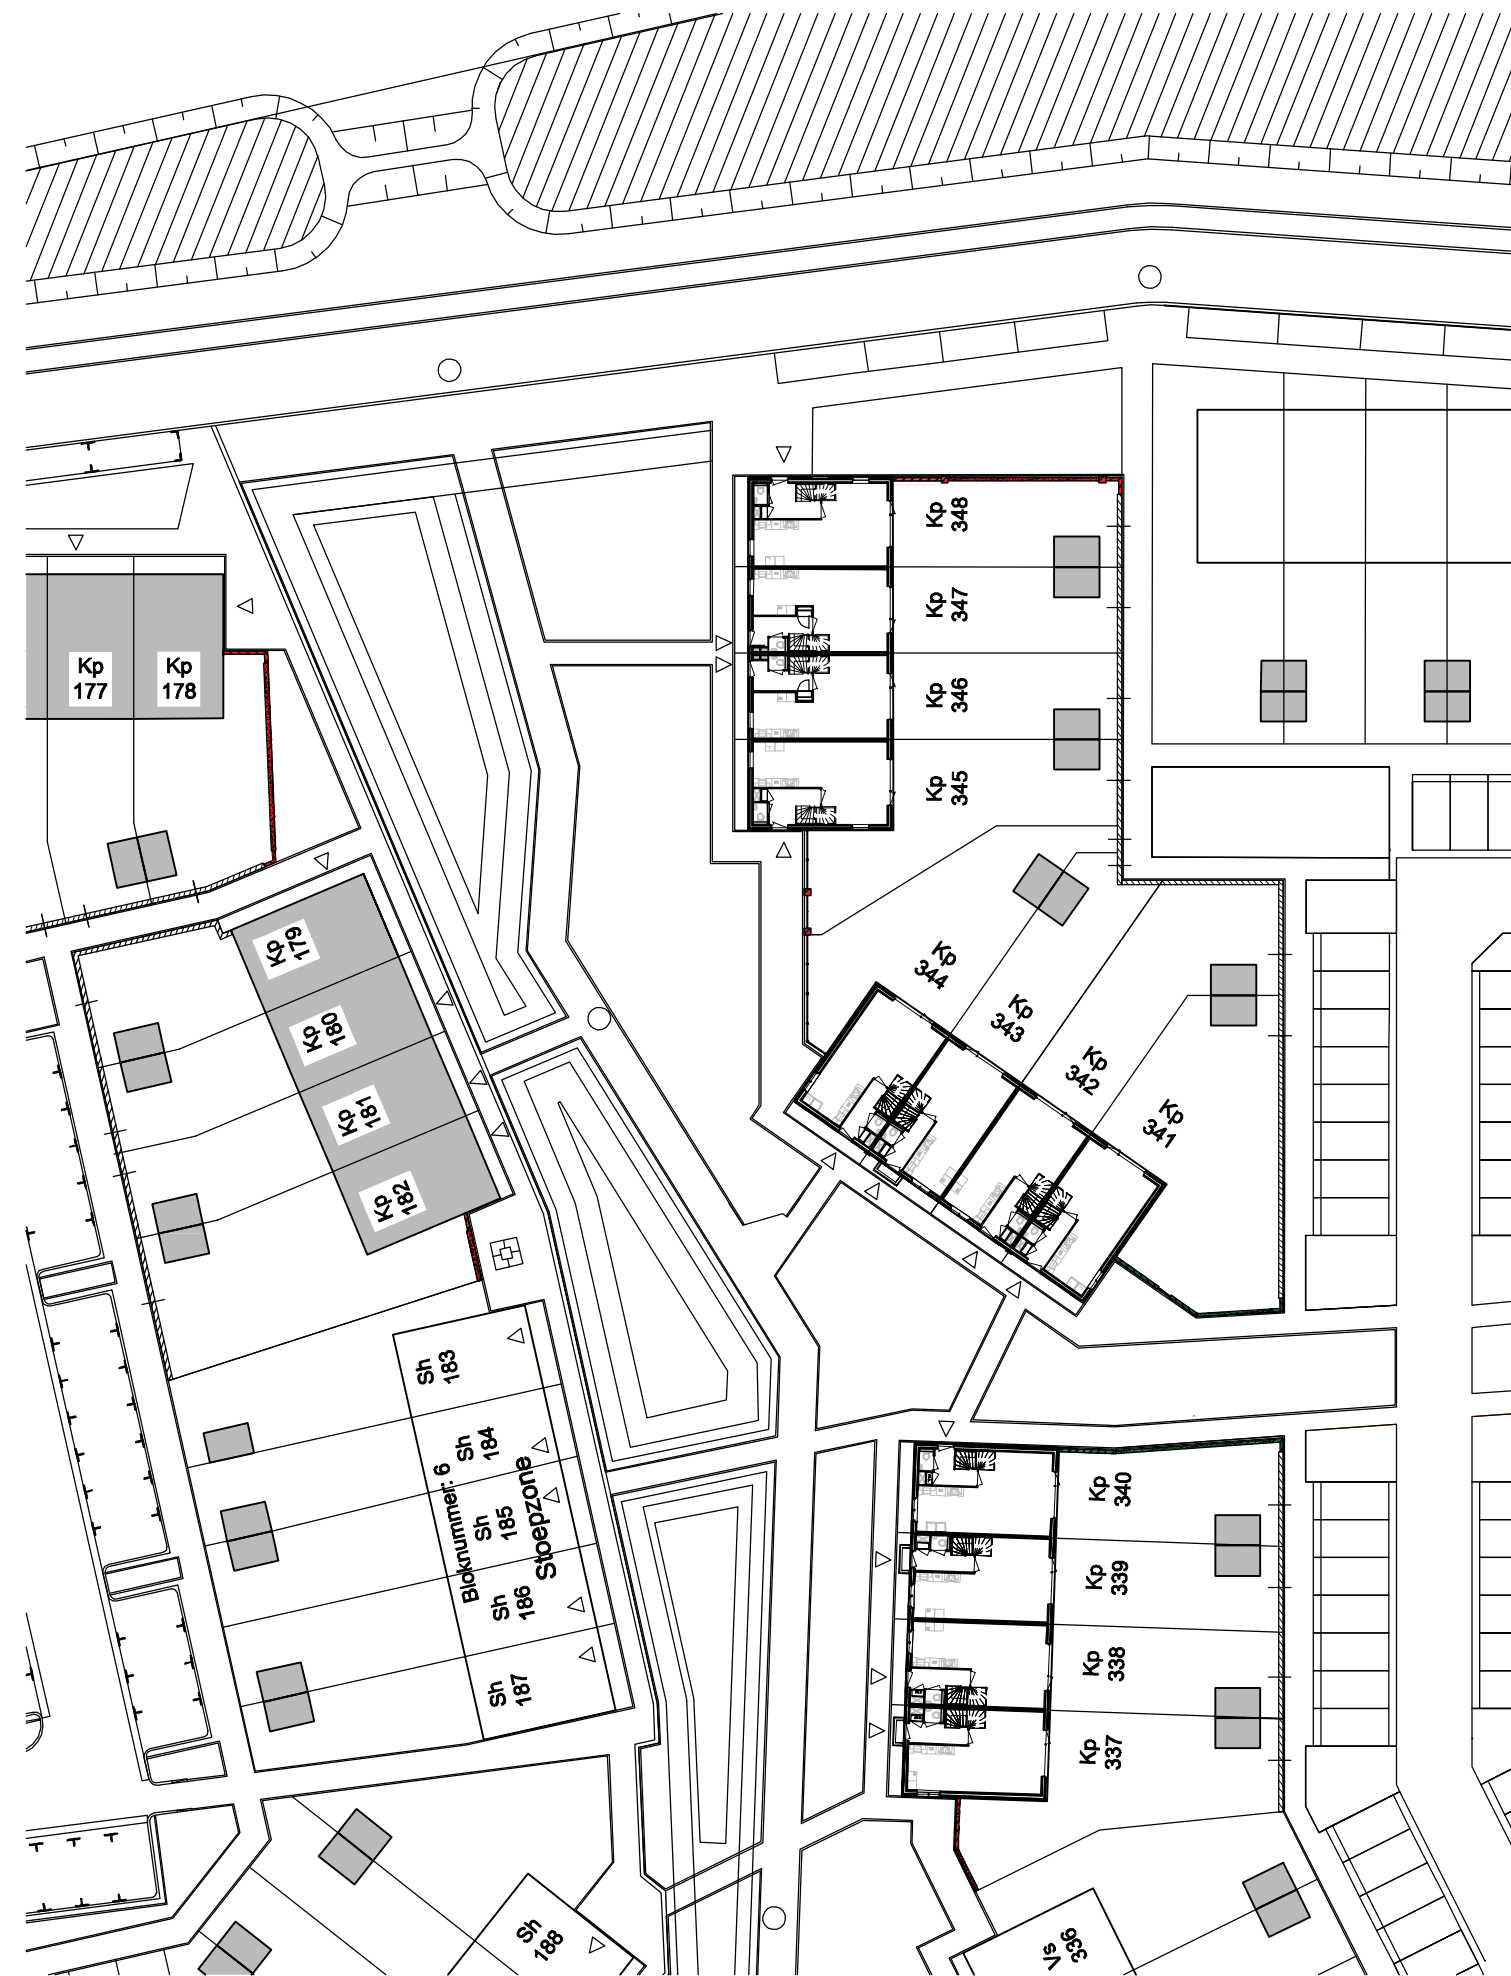 Kp
348
Kp
347
Kp
346
Kp
345
Kp
177
Kp
178
Kp
179
Kp
180
Kp
181
Kp
182
Kp
344
Kp
343
Kp
342
Kp
341
Sh
183
Sh
184
Bloknummer: 6
Sh
185
Stoepzone
Sh
186
Sh
187
Kp
340
Kp
339
Kp
338
Kp
337
Sh
188
Vs
336